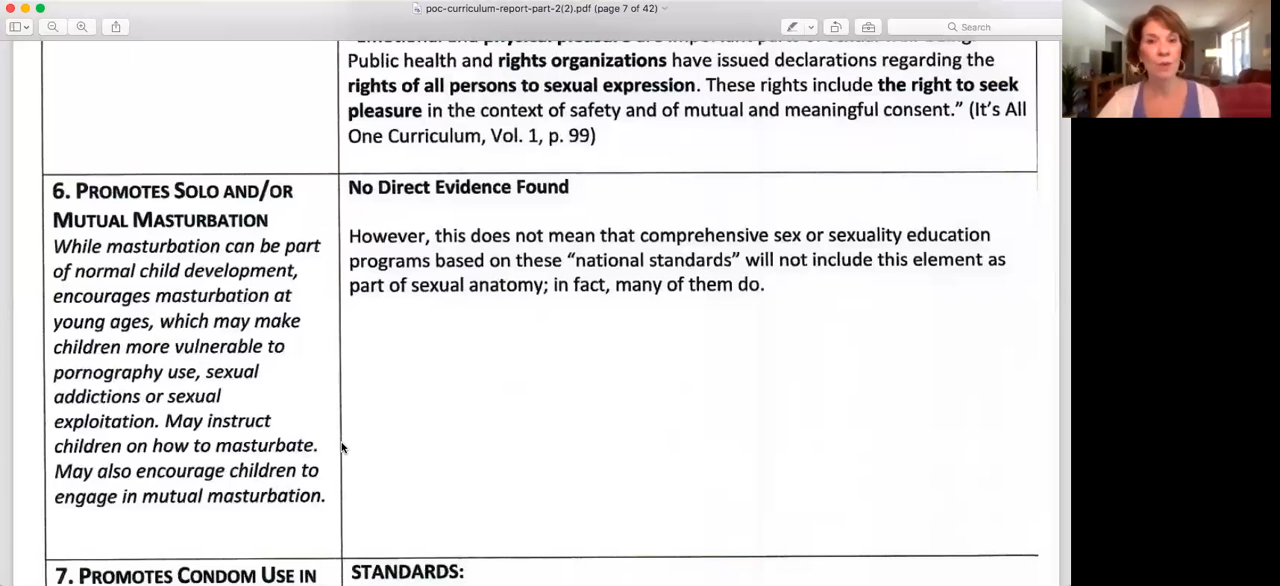 poc-curriculum-report-part-2(2).pdf (page 7 of 42)
Search
Public health and rights organizations have issued declarations regarding the
rights of all persons to sexual expression. These rights include the right to seek
pleasure in the context of safety and of mutual and meaningful consent.” (It’s All
One Curriculum, Vol. 1, p. 99)
6. PROMOTES SOLO AND/OR
MUTUAL MASTURBATION
While masturbation can be part
of normal child development,
encourages masturbation at
young ages, which may make
children more vulnerable to
pornography use, sexual
addictions or sexual
exploitation. May instruct
children on how to masturbate.
May also encourage children to
engage in mutual masturbation.
No Direct Evidence Found
However, this does not mean that comprehensive sex or sexuality education
programs based on these “national standards” will not include this element as
part of sexual anatomy; in fact, many of them do.
7. PROMOTES CONDOM USE IN
STANDARDS: